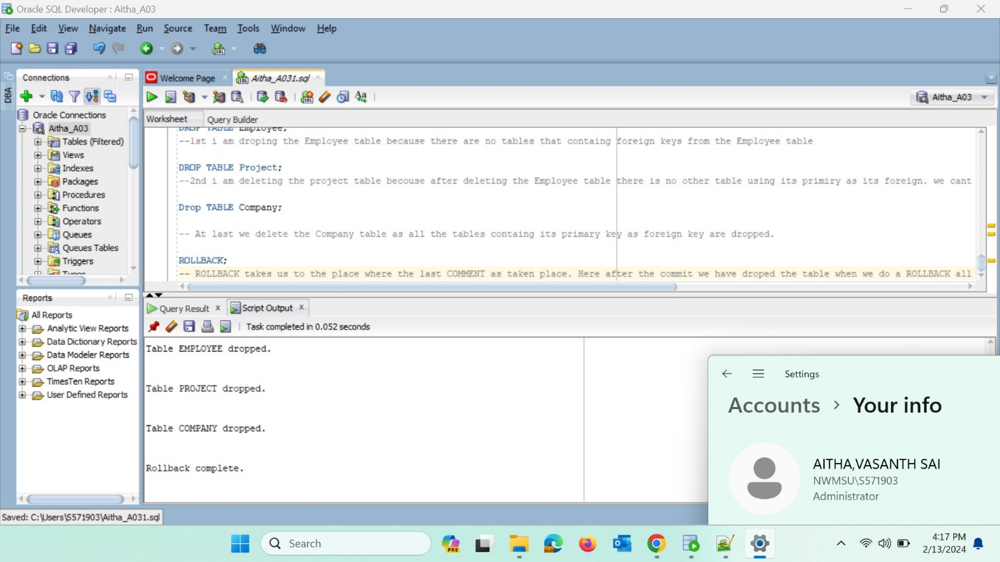 Oracle SQL Developer : Aitha_A03
File Edit View Navigate Run Source Team Tools Window Help
Connections
Welcome Page
Aitha_A031.sql
DBA
Aitha_A03
Worksheet
Query Builder
Oracle Connections
Aitha_A03
Tables (Filtered)
Views
Indexes
Packages
Procedures
Functions
Operators
Queues
Queues Tables
Triggers
Types
DROP TABLE Employee;
--1st i am droping the Employee table because there are no tables that containg foreign keys from the Employee table
DROP TABLE Project;
--2nd i am deleting the project table becouse after deleting the Employee table there is no other table using its primiry as its foreign. we cant
Drop TABLE Company;
-- At last we delete the Company table as all the tables containg its primary key as foreign key are dropped.
ROLLBACK;
-- ROLLBACK takes us to the place where the last COMMENT as taken place. Here after the commit we have droped the table when we do a ROLLBACK all
Reports
All Reports
Analytic View Reports
Data Dictionary Reports
Data Modeler Reports
OLAP Reports
TimesTen Reports
User Defined Reports
Query Result
Script Output
Task completed in 0.052 seconds
Table EMPLOYEE dropped.
Table PROJECT dropped.
Table COMPANY dropped.
Rollback complete.
Settings
Accounts > Your info
AITHA,VASANTH SAI
NWMSU\S571903
Administrator
Saved: C:\Users\S571903\Aitha_A031.sql
Search
PRE
4:17 PM
2/13/2024